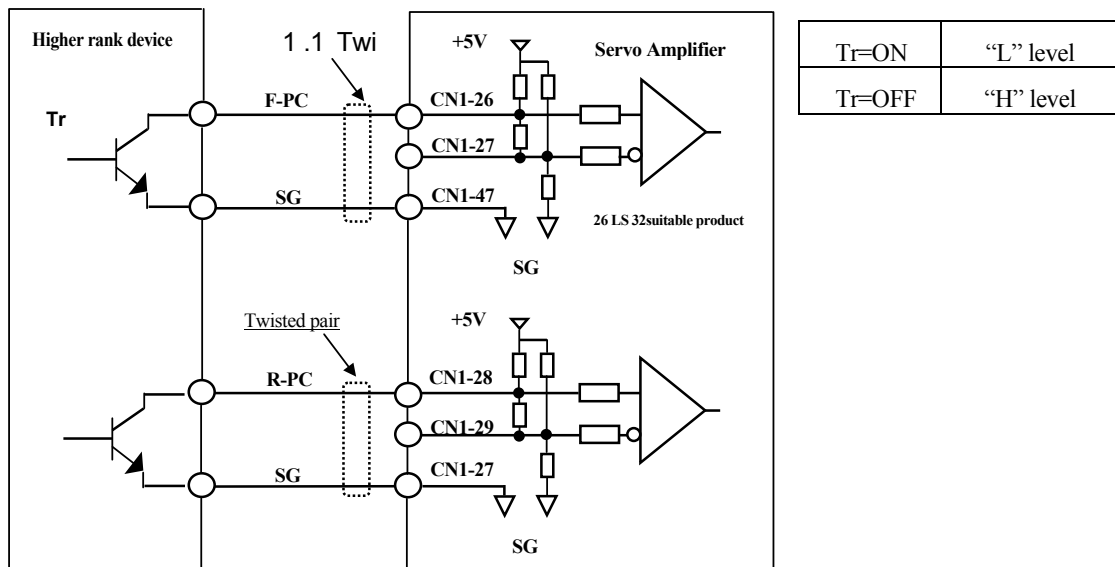 Higher rank device
1 .1 Twi
+5V
Servo Amplifier
Tr=ON “L” level
Tr=OFF “H” level
Tr
F-PC
CN1-26
CN1-27
SG
CN1-47
26 LS 32suitable product
SG
Twisted pair
+5V
R-PC
CN1-28
CN1-29
SG
CN1-27
SG